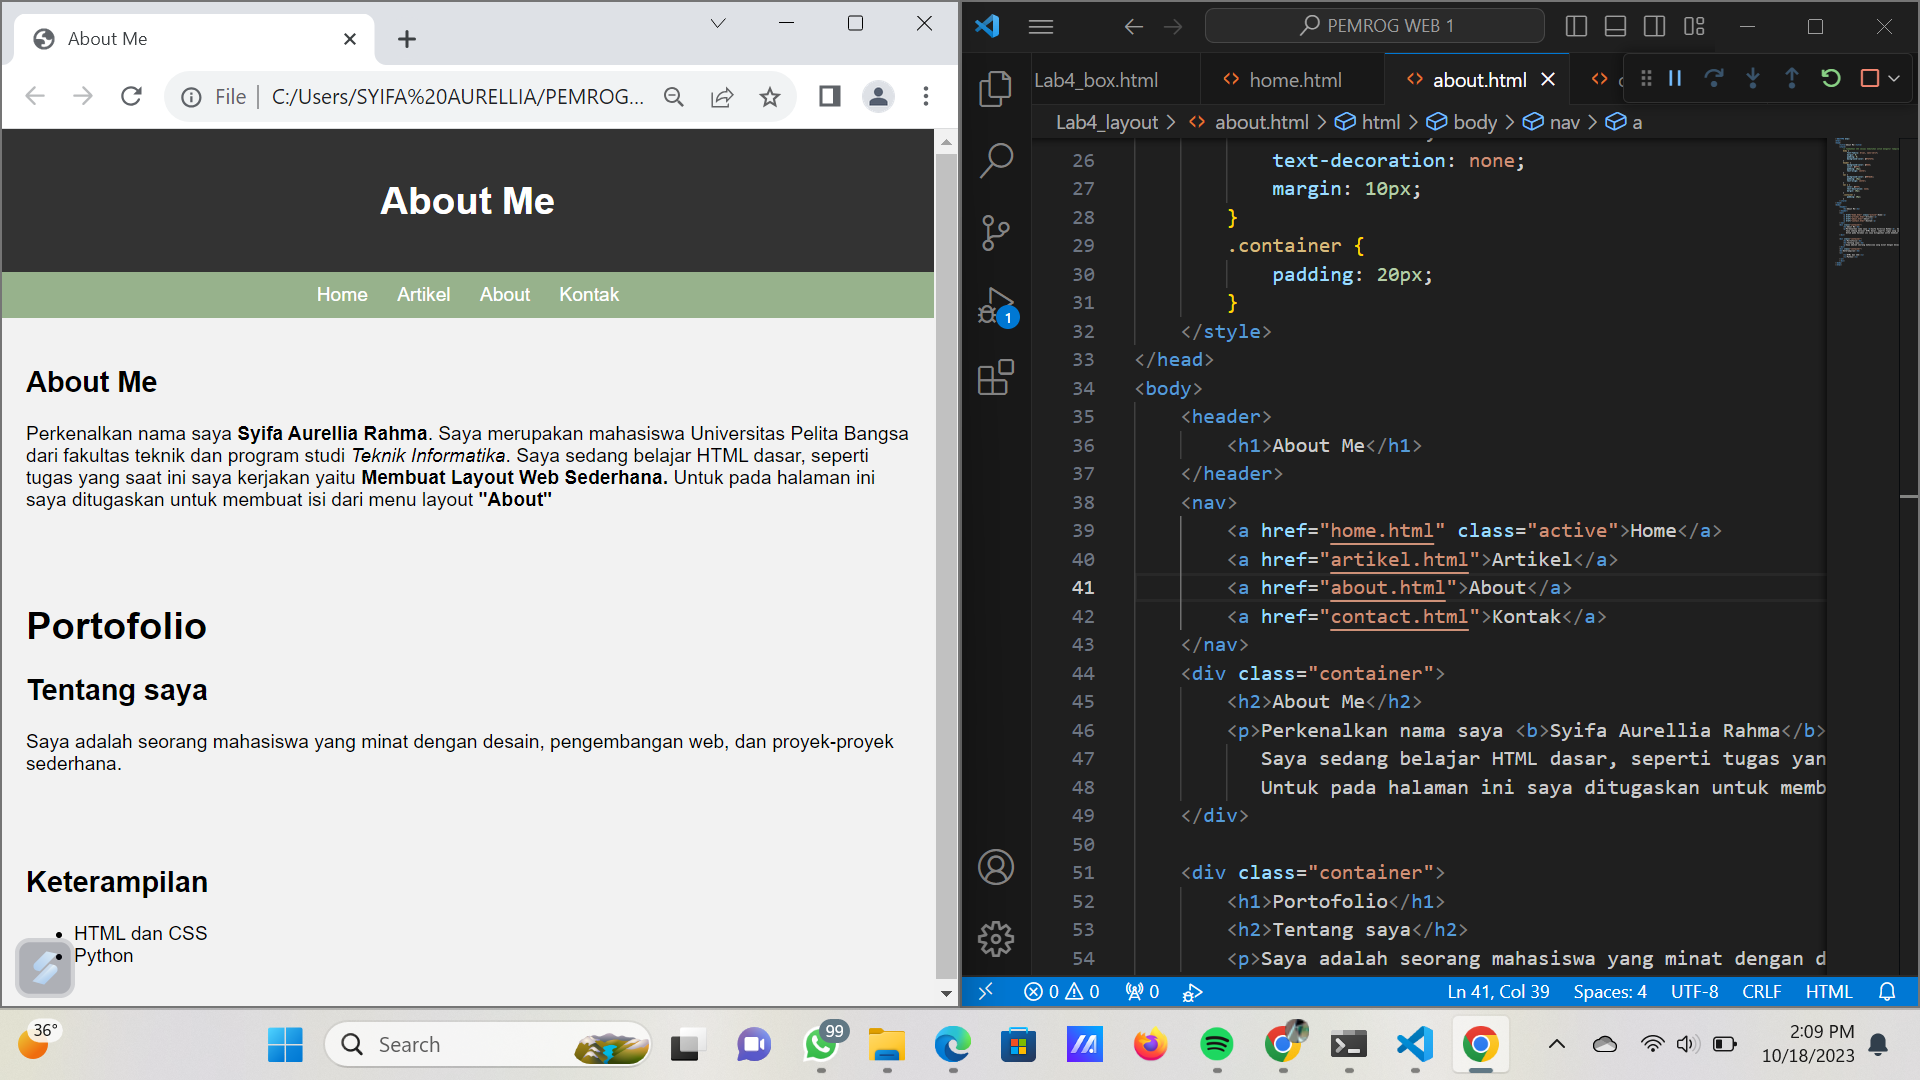 About Me
File
C:/Users/SYIFA%20AURELLIA/PEMROG...
About Me
Home Artikel About Kontak
About Me
Perkenalkan nama saya Syifa Aurellia Rahma. Saya merupakan mahasiswa Universitas Pelita Bangsa
dari fakultas teknik dan program studi Teknik Informatika. Saya sedang belajar HTML dasar, seperti
tugas yang saat ini saya kerjakan yaitu Membuat Layout Web Sederhana. Untuk pada halaman ini
saya ditugaskan untuk membuat isi dari menu layout "About"
Portofolio
Tentang saya
Saya adalah seorang mahasiswa yang minat dengan desain, pengembangan web, dan proyek-proyek
sederhana.
Keterampilan
• HTML dan CSS
• Python
PEMROG WEB 1
Lab4_box.html home.html about.html
Lab4_layout > about.html > html > body > nav > a
26 text-decoration: none;
27 margin: 10px;
28 }
29 .container {
30 padding: 20px;
31 }
32 </style>
33 </head>
34 <body>
35 <header>
36 <h1>About Me</h1>
37 </header>
38 <nav>
39 <a href="home.html" class="active">Home</a>
40 <a href="artikel.html">Artikel</a>
41 <a href="about.html">About</a>
42 <a href="contact.html">Kontak</a>
43 </nav>
44 <div class="container">
45 <h2>About Me</h2>
46 <p>Perkenalkan nama saya <b>Syifa Aurellia Rahma</b>
47 Saya sedang belajar HTML dasar, seperti tugas yan
48 Untuk pada halaman ini saya ditugaskan untuk memb
49 </div>
50
51 <div class="container">
52 <h1>Portofolio</h1>
53 <h2>Tentang saya</h2>
54 <p>Saya adalah seorang mahasiswa yang minat dengan d
1
0 0 0
Ln 41, Col 39 Spaces: 4 UTF-8 CRLF HTML
36°
Search
99
2:09 PM
10/18/2023